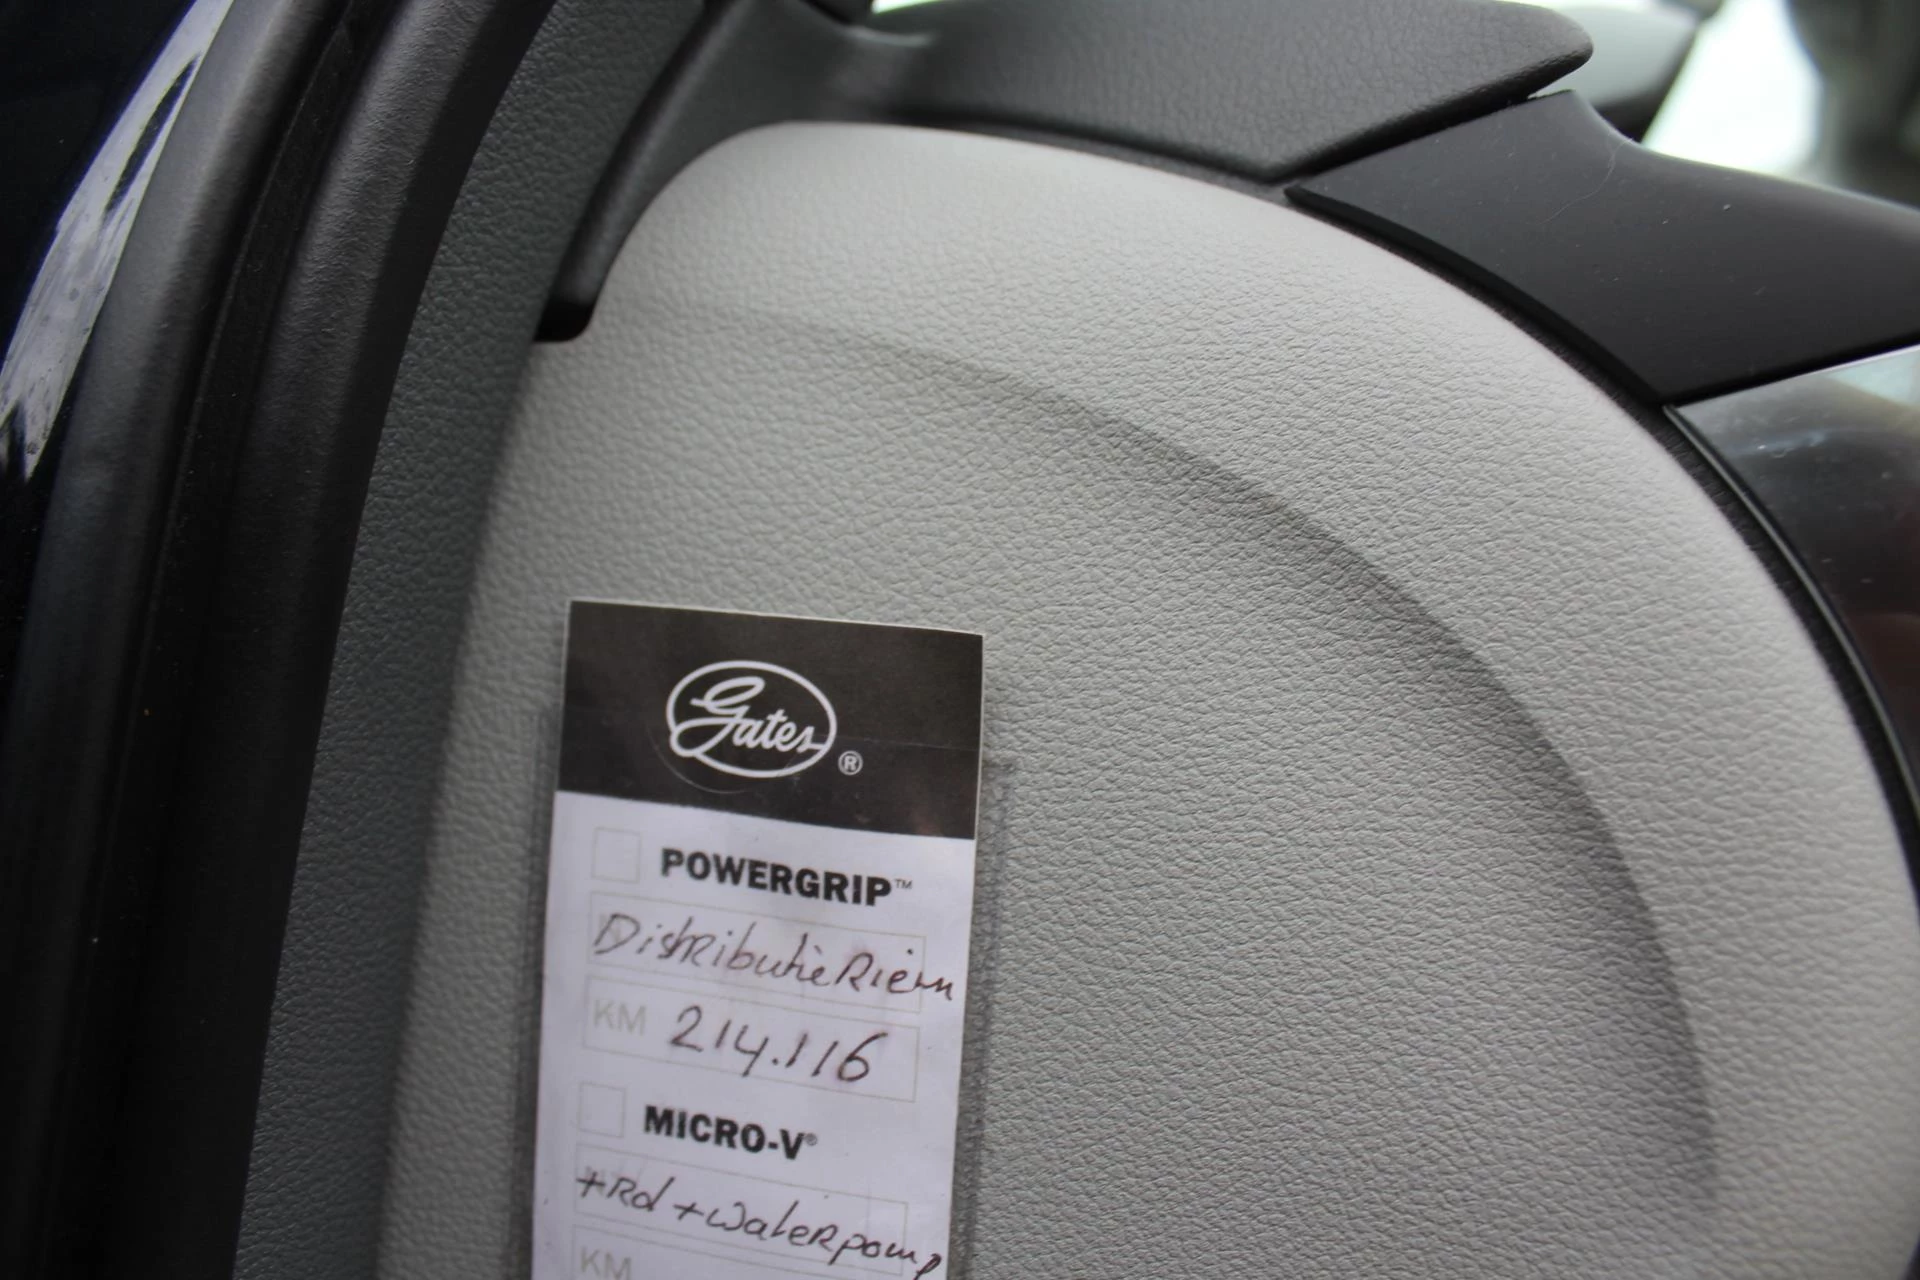 Gates®
POWERGRIP™
DistributieRiem
KM 214.116
MICRO-V®
+Rol +waterpomp
KM